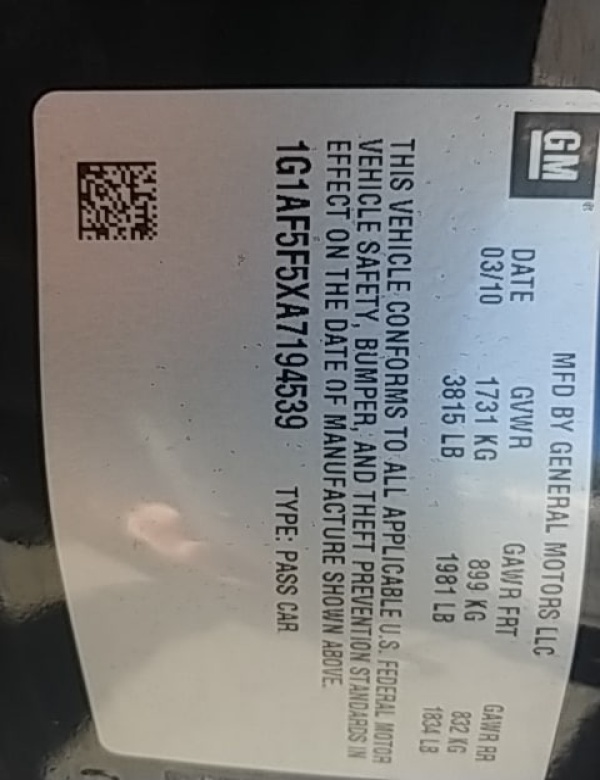 GM
MFD BY GENERAL MOTORS LLC
DATE GVWR GAWR FRT GAWR RR
03/10 1731 KG 899 KG 832 KG
3815 LB 1981 LB 1834 LB
THIS VEHICLE CONFORMS TO ALL APPLICABLE U.S. FEDERAL MOTOR
VEHICLE SAFETY, BUMPER, AND THEFT PREVENTION STANDARDS IN
EFFECT ON THE DATE OF MANUFACTURE SHOWN ABOVE.
1G1AF5F5XA7194539 TYPE: PASS CAR